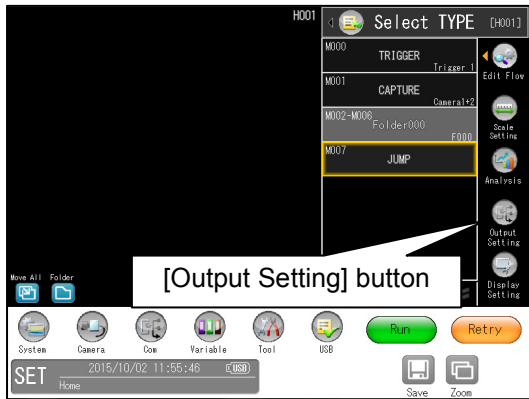 H001
Select TYPE [H001]
M000
TRIGGER
Trigger 1
M001
CAPTURE
Camera1+2
M002-M006
Folder000
F000
M007
JUMP
Edit Flow
Scale
Setting
Analysis
Output
Setting
Display
Setting
[Output Setting] button
Move All Folder
System Camera Com Variable Tool USB
Run Retry
SET 2015/10/02 11:55:46 USB
Home
Save Zoom